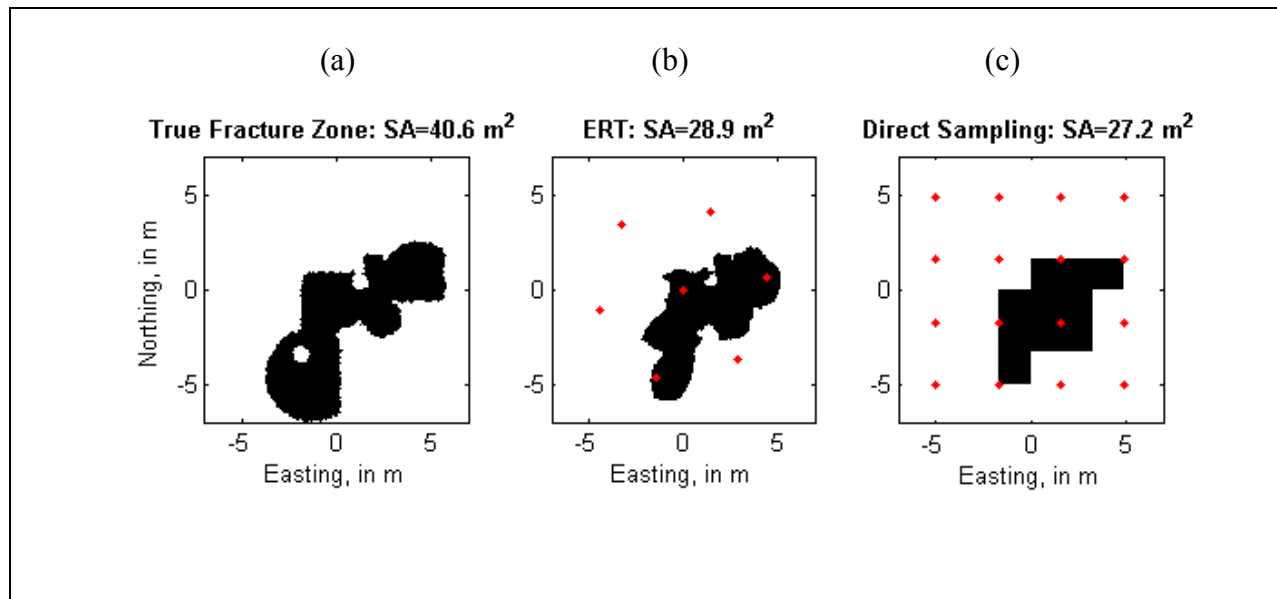 (a) (b) (c)
True Fracture Zone: SA=40.6 m² ERT: SA=28.9 m² Direct Sampling: SA=27.2 m²
5 5 5
0 0 0
-5 -5 -5
Northing, in m
-5 0 5 -5 0 5 -5 0 5
Easting, in m Easting, in m Easting, in m